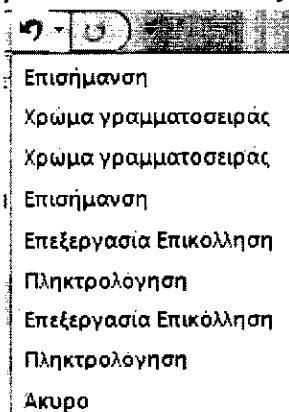 Επισήμανση
Χρώμα γραμματοσειράς
Χρώμα γραμματοσειράς
Επισήμανση
Επεξεργασία Επικόλληση
Πληκτρολόγηση
Επεξεργασία Επικόλληση
Πληκτρολόγηση
Άκυρο